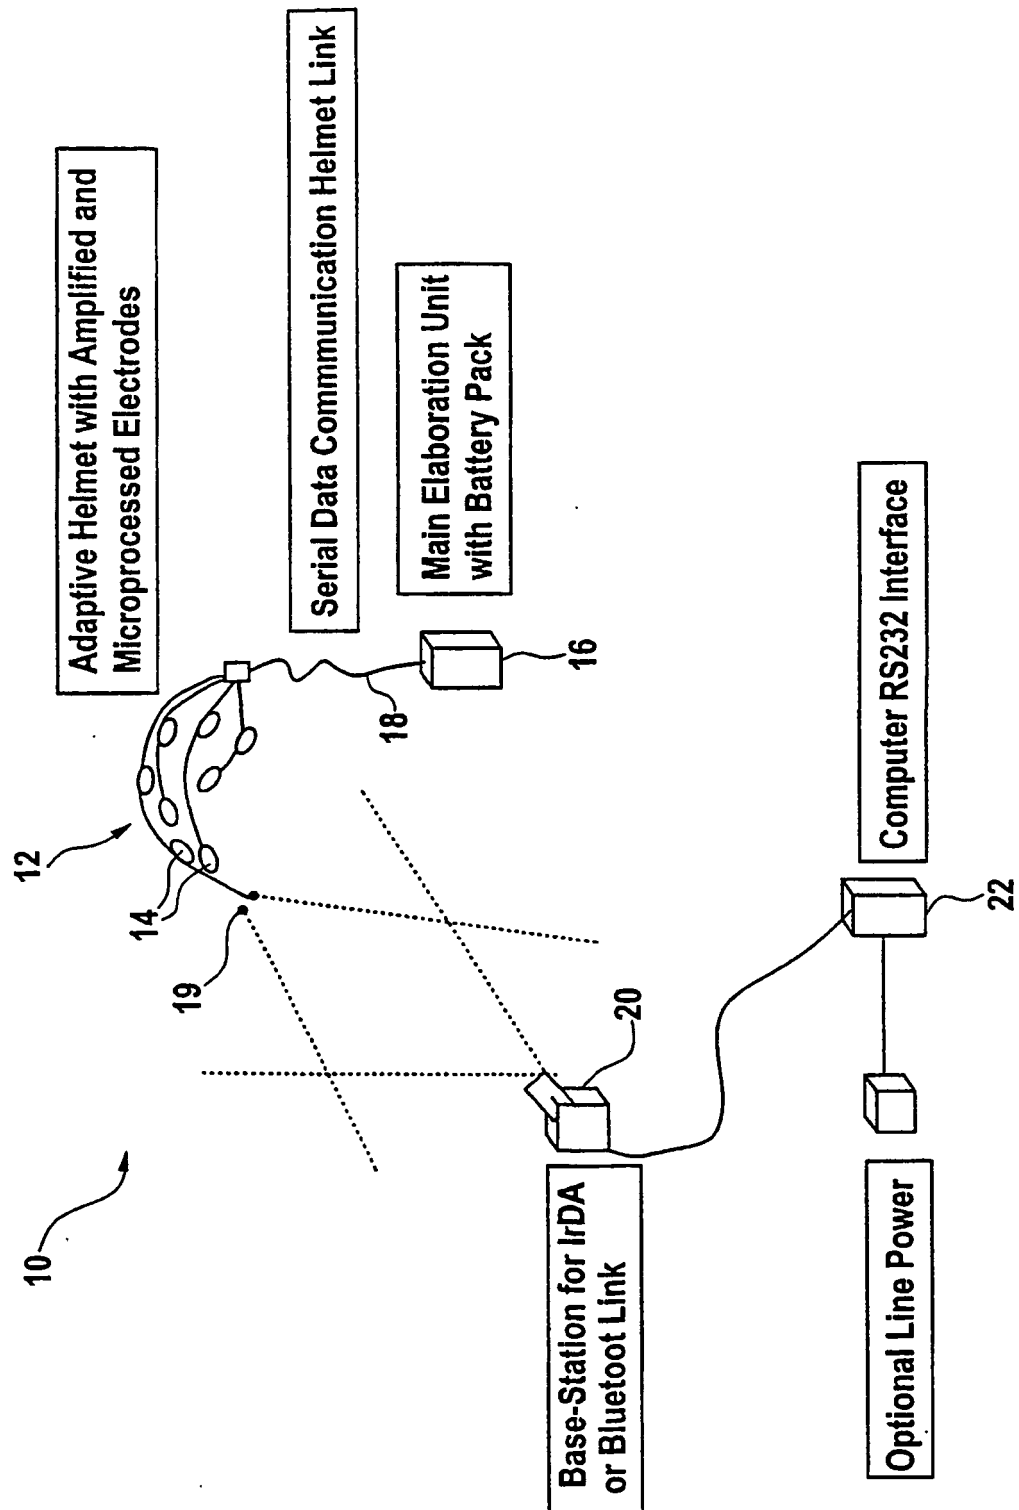 Adaptive Helmet with Amplified and
Microprocessed Electrodes
Serial Data Commmunication Helmet Link
Main Elaboration Unit
with Battery Pack
12
14
19
18
16
10
20
Base-Station for IrDA
or Bluetoot Link
22
Computer RS232 Interface
Optional Line Power